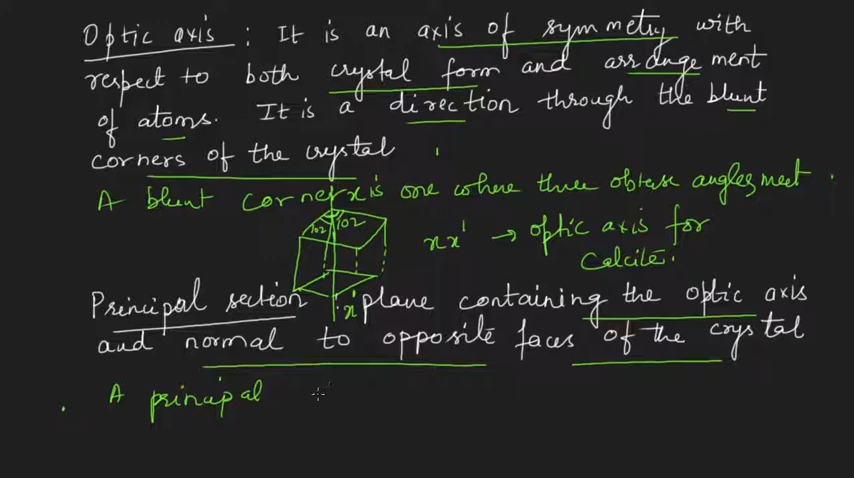 Optic axis : It is an axis of symmetry with
respect to both crystal form and arrangement
of atoms. It is a direction through the blunt
corners of the crystal
A blunt corner is one where three obtuse angles meet.
x
102 102
xx' → optic axis for
Calcite.
x'
Principal section : plane containing the optic axis
and normal to opposite faces of the crystal
A principal